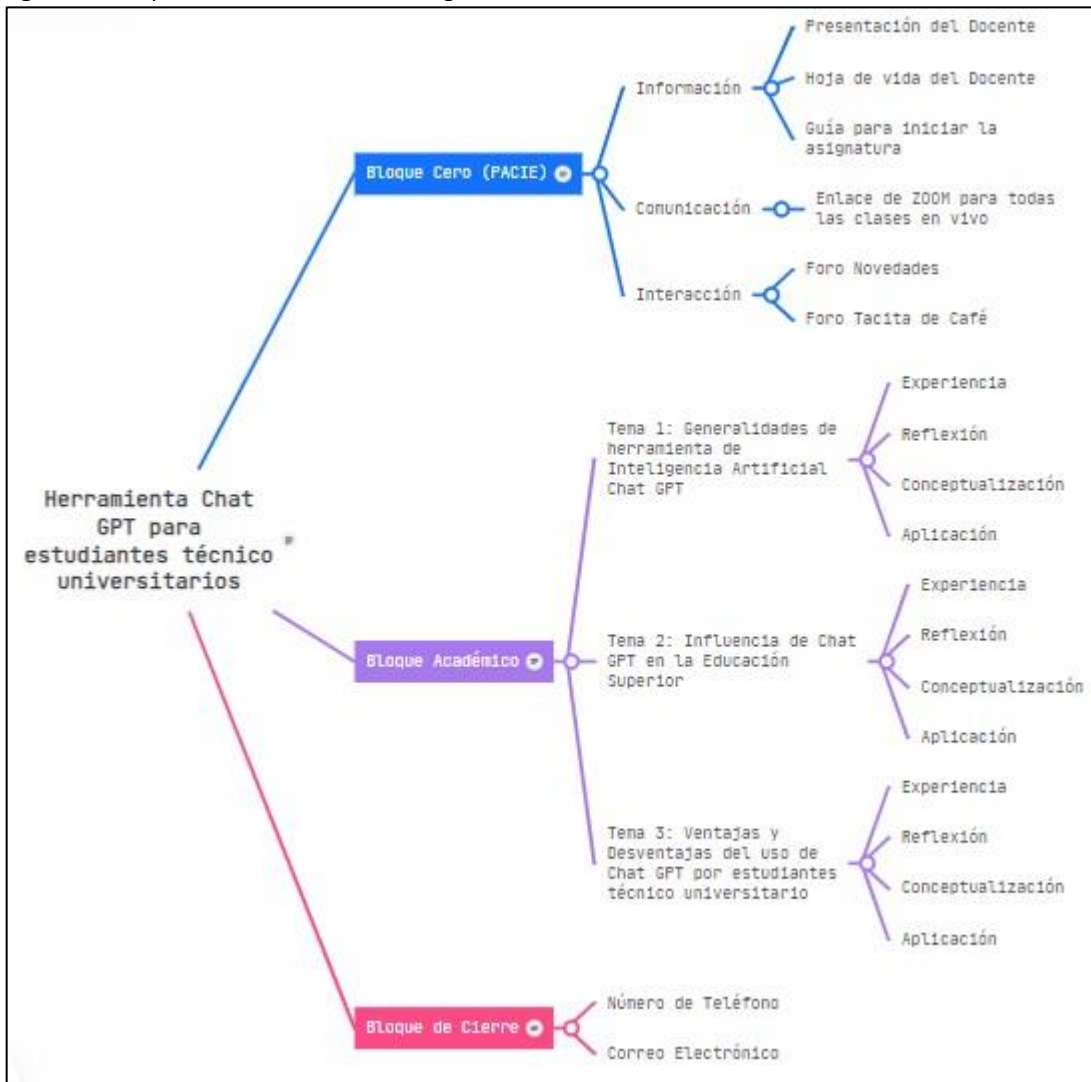 Herramienta Chat
GPT para
estudiantes técnico
universitarios
Bloque Cero (PACIE)
Información
Presentación del Docente
Hoja de vida del Docente
Guía para iniciar la
asignatura
Comunicación
Enlace de ZOOM para todas
las clases en vivo
Interacción
Foro Novedades
Foro Tacita de Café
Bloque Académico
Tema 1: Generalidades de
herramienta de
Inteligencia Artificial
Chat GPT
Experiencia
Reflexión
Conceptualización
Aplicación
Tema 2: Influencia de Chat
GPT en la Educación
Superior
Experiencia
Reflexión
Conceptualización
Aplicación
Tema 3: Ventajas y
Desventajas del uso de
Chat GPT por estudiantes
técnico universitario
Experiencia
Reflexión
Conceptualización
Aplicación
Bloque de Cierre
Número de Teléfono
Correo Electrónico